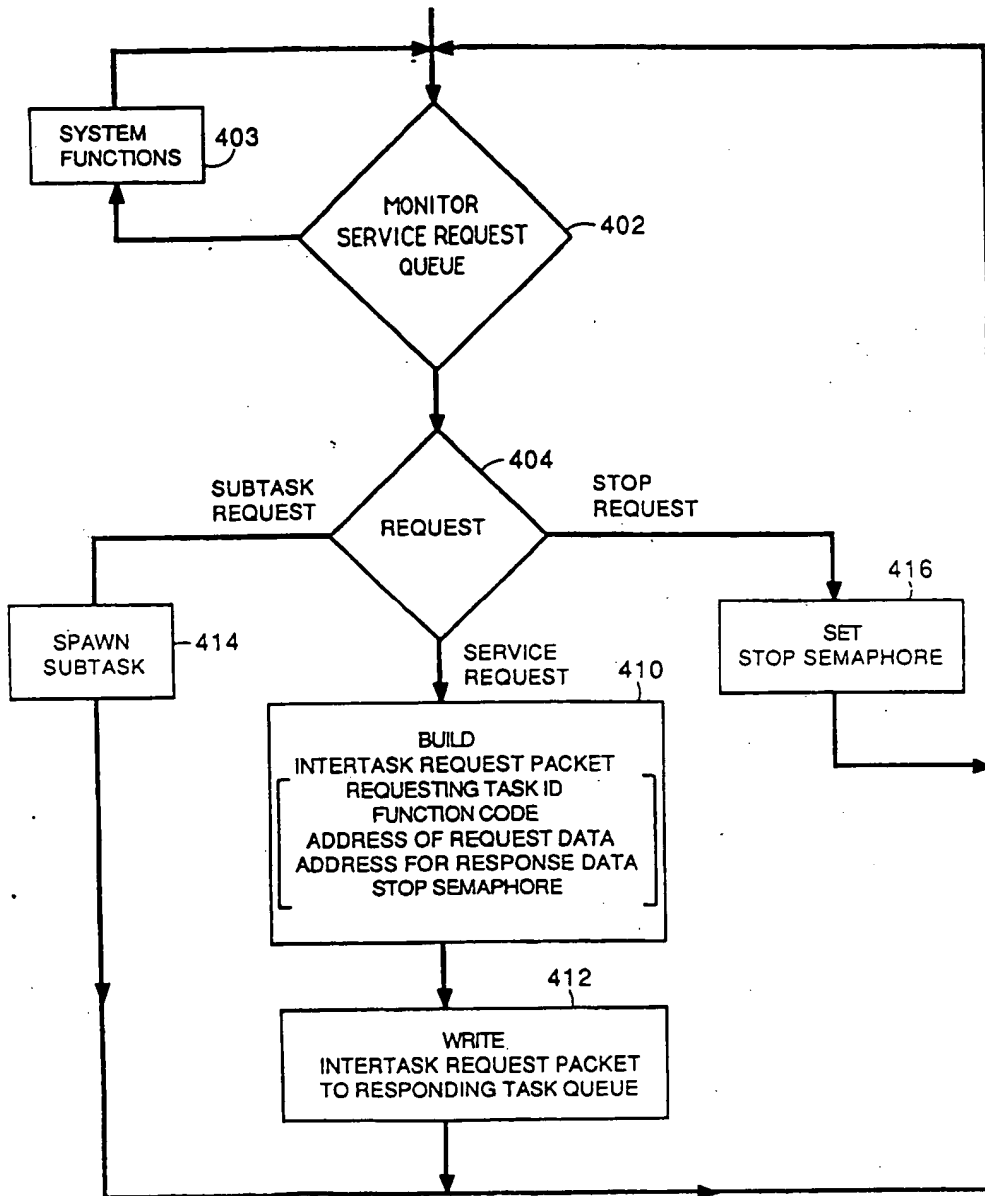 SYSTEM
FUNCTIONS
403
MONITOR
SERVICE REQUEST
QUEUE
402
404
SUBTASK
REQUEST
REQUEST
STOP
REQUEST
416
SPAWN
SUBTASK
414
SET
STOP SEMAPHORE
SERVICE
REQUEST
410
BUILD
INTERTASK REQUEST PACKET
REQUESTING TASK ID
FUNCTION CODE
ADDRESS OF REQUEST DATA
ADDRESS FOR RESPONSE DATA
STOP SEMAPHORE
412
WRITE
INTERTASK REQUEST PACKET
TO RESPONDING TASK QUEUE